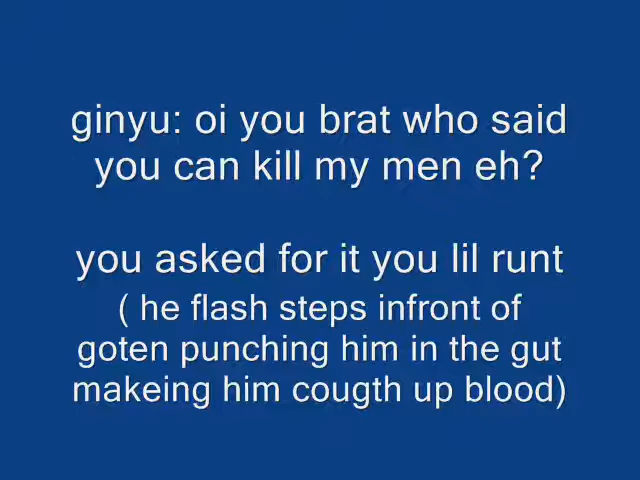 ginyu: oi you brat who said
you can kill my men eh?
you asked for it you lil runt
( he flash steps infront of
goten punching him in the gut
makeing him cougth up blood)